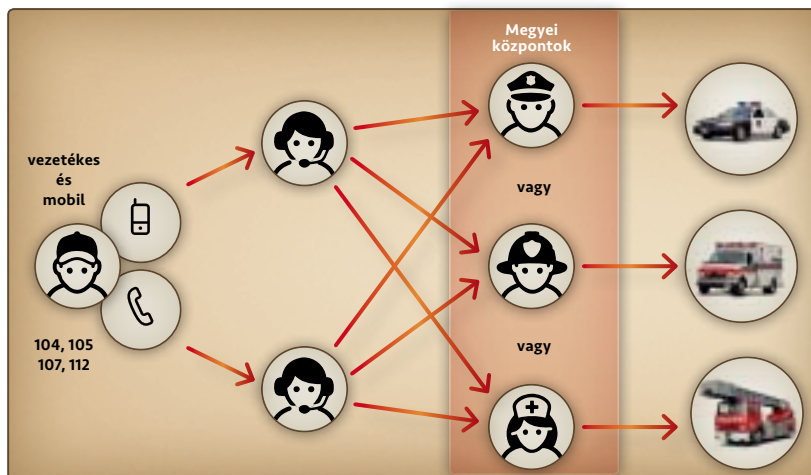 Megyei
központok
vezetékes
és
mobil
104, 105
107, 112
vagy
vagy